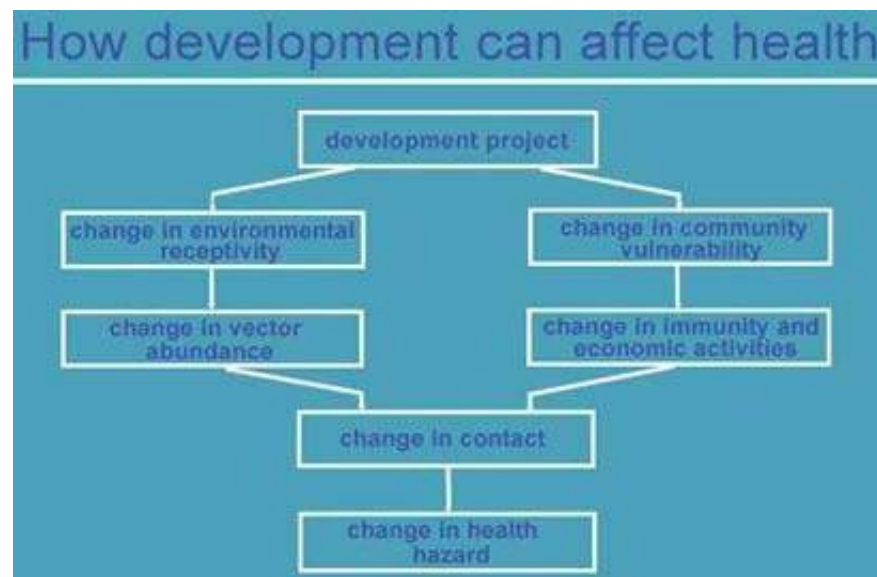 How development can affect health
development project
change in environmental
receptivity
change in community
vulnerability
change in vector
abundance
change in immunity and
economic activities
change in contact
change in health
hazard